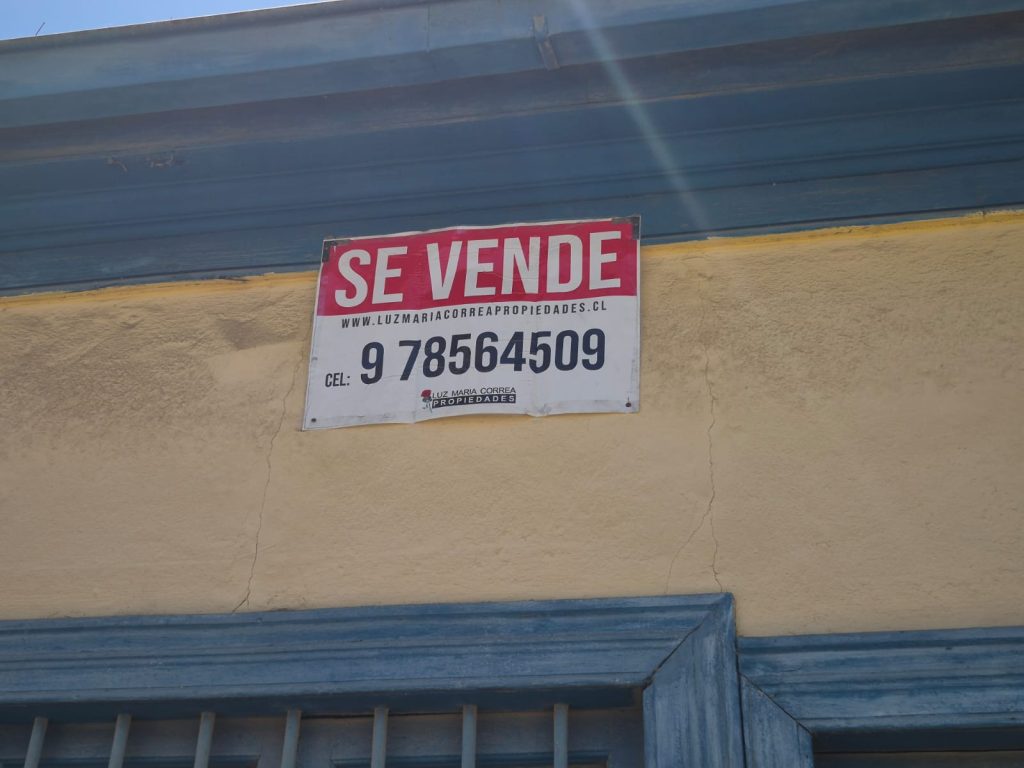 SE VENDE
WWW.LUZMARIACORREAPROPIEDADES.CL
CEL: 9 78564509
LUZ MARIA CORREA
PROPIEDADES